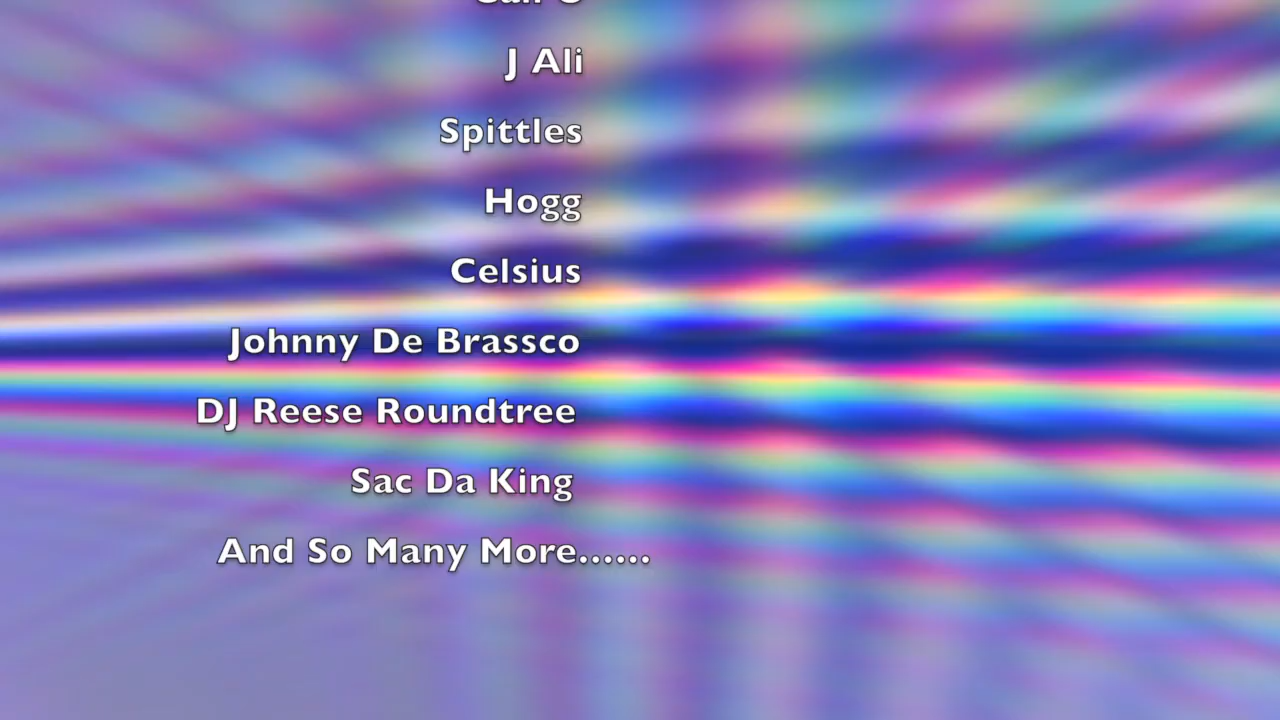 J Ali
Spittles
Hogg
Celsius
Johnny De Brassco
DJ Reese Roundtree
Sac Da King
And So Many More......